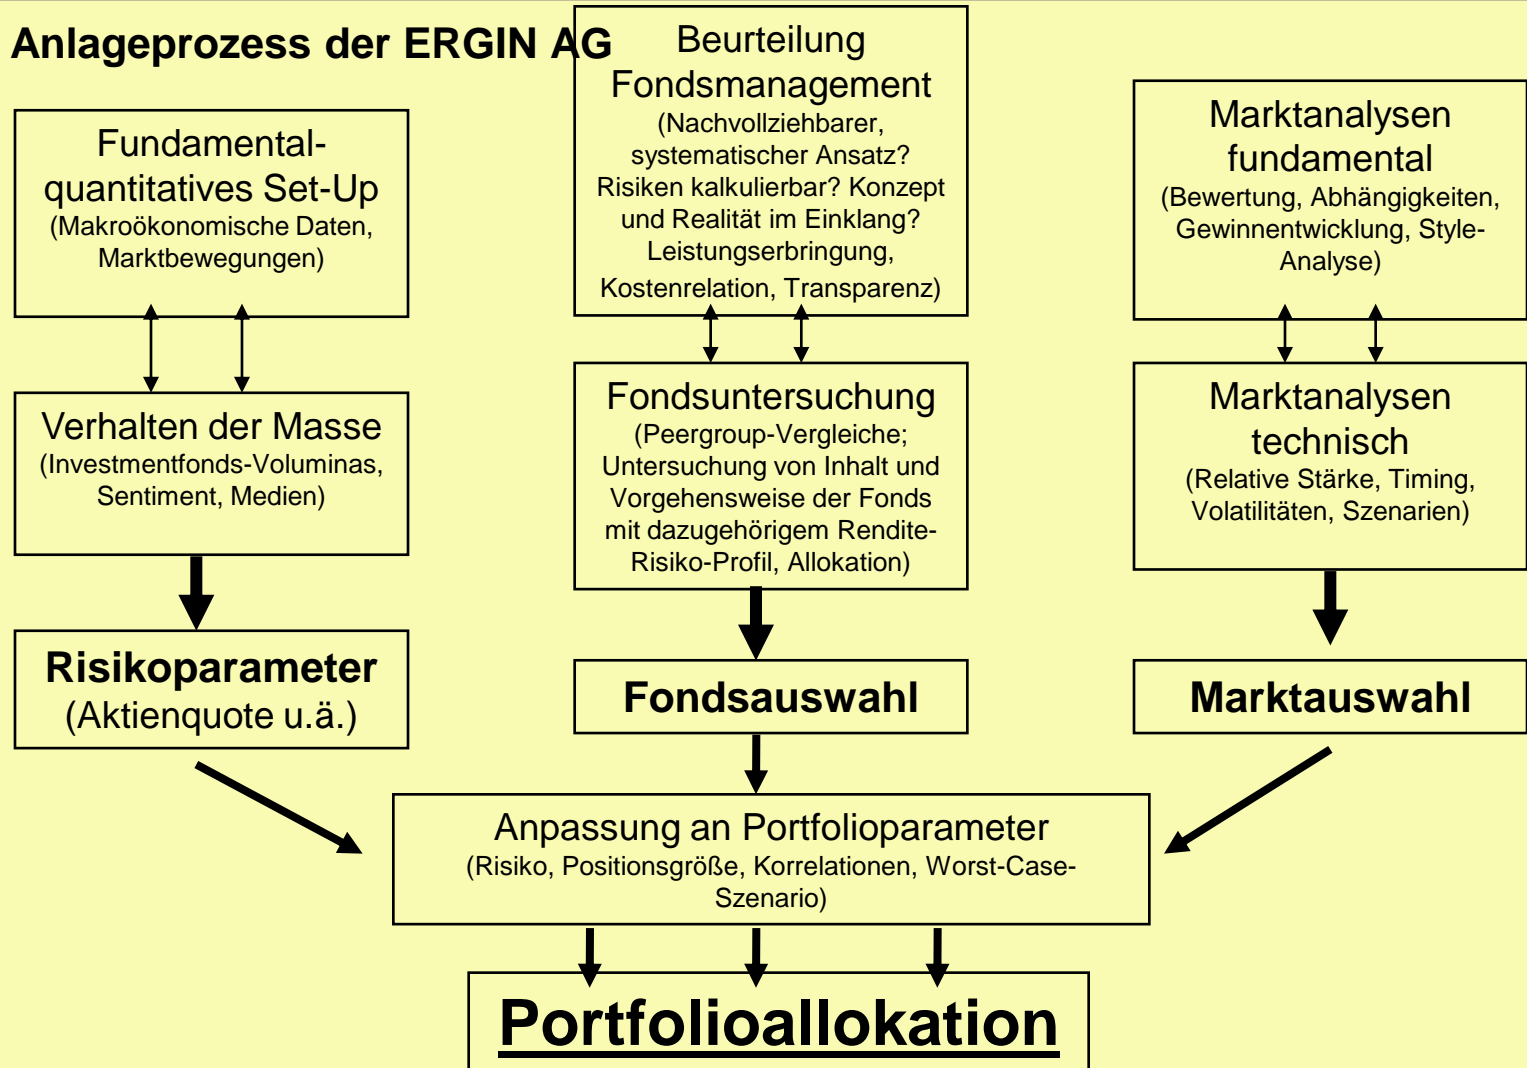 Anlageprozess der ERGIN AG
Fundamental-
quantitatives Set-Up
(Makroökonomische Daten,
Marktbewegungen)
Verhalten der Masse
(Investmentfonds-Voluminas,
Sentiment, Medien)
Risikoparameter
(Aktienquote u.ä.)
Beurteilung
Fondsmanagement
(Nachvollziehbarer,
systematischer Ansatz?
Risiken kalkulierbar? Konzept
und Realität im Einklang?
Leistungserbringung,
Kostenrelation, Transparenz)
Fondsuntersuchung
(Peergroup-Vergleiche;
Untersuchung von Inhalt und
Vorgehensweise der Fonds
mit dazugehörigem Rendite-
Risiko-Profil, Allokation)
Fondsauswahl
Marktanalysen
fundamental
(Bewertung, Abhängigkeiten,
Gewinnentwicklung, Style-
Analyse)
Marktanalysen
technisch
(Relative Stärke, Timing,
Volatilitäten, Szenarien)
Marktauswahl
Anpassung an Portfolioparameter
(Risiko, Positionsgröße, Korrelationen, Worst-Case-
Szenario)
Portfolioallokation